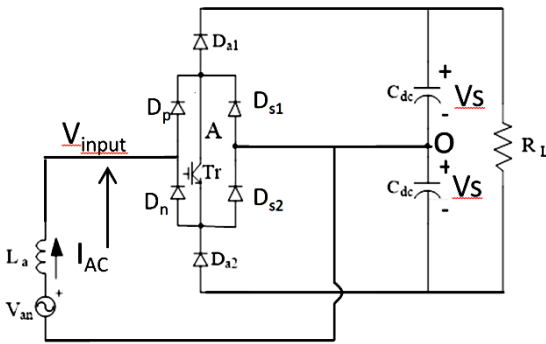 Da1
Dp
Ds1
A
Tr
Dn
Ds2
Da2
Vinput
IAC
La
Van
+
Cdc
+
Vs
-
O
+
Cdc
Vs
-
RL